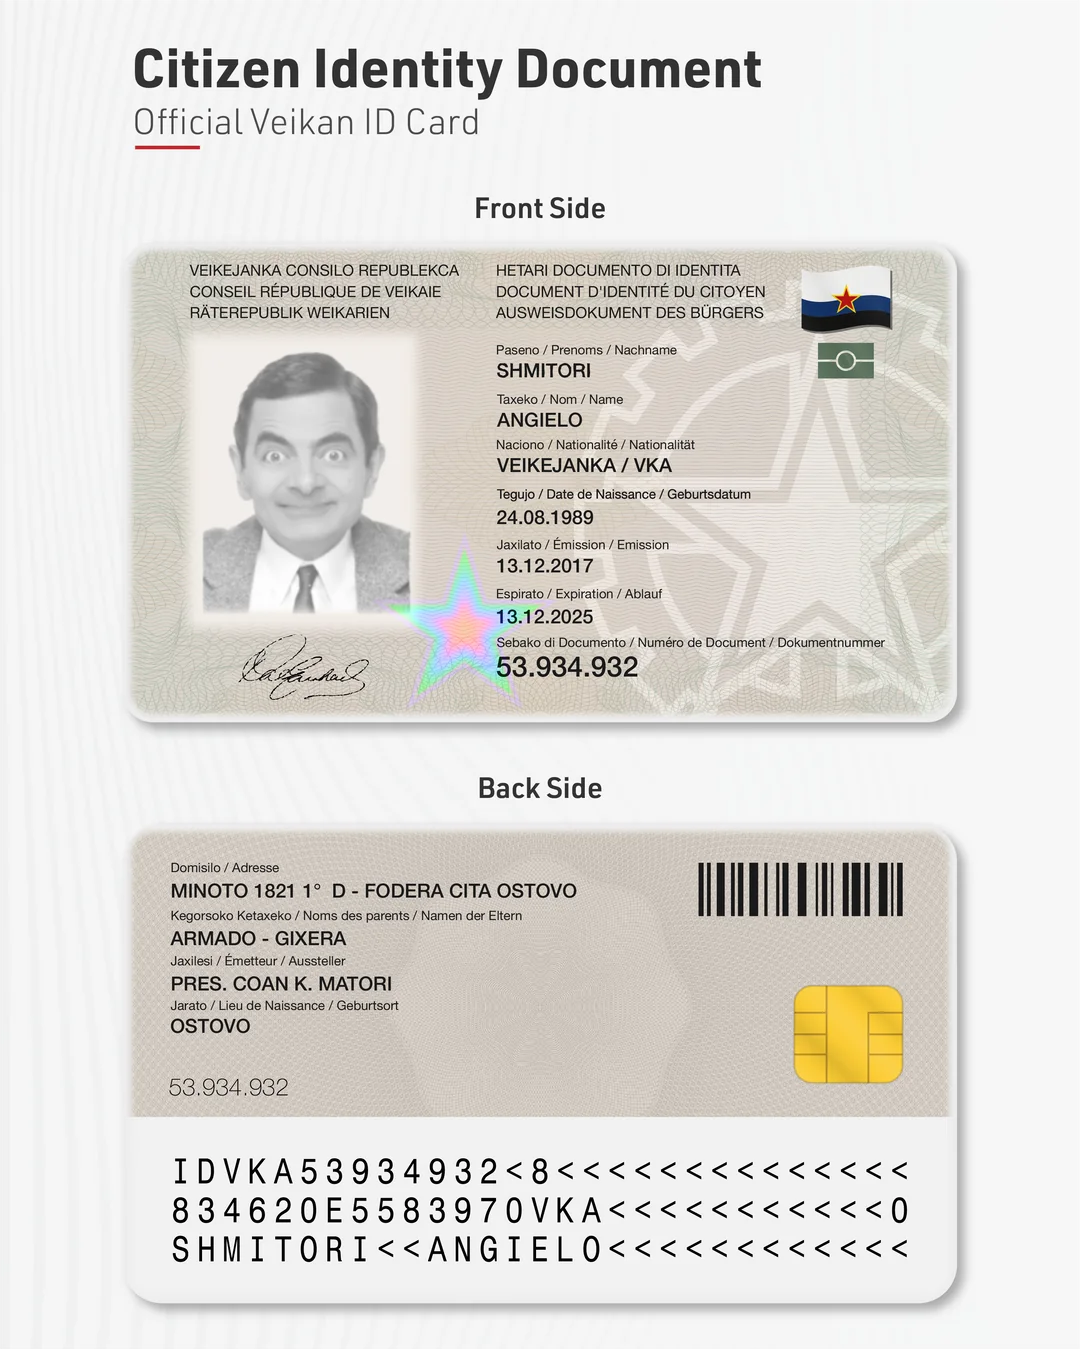 Citizen Identity Document
Official Veikan ID Card
Front Side
VEIKEJANKA CONSILO REPUBLEKCA
CONSEIL RÉPUBLIQUE DE VEIKAIE
RÄTEREPUBLIK WEIKARIEN
HETARI DOCUMENTO DI IDENTITA
DOCUMENT D'IDENTITÉ DU CITOYEN
AUSWEISDOKUMENT DES BÜRGERS
Paseno / Prenoms / Nachname
SHMITORI
Taxeko / Nom / Name
ANGIELO
Naciono / Nationalité / Nationalität
VEIKEJANKA / VKA
Tegujo / Date de Naissance / Geburtsdatum
24.08.1989
Jaxilato / Émission / Emission
13.12.2017
Espirato / Expiration / Ablauf
13.12.2025
Sebako di Documento / Numéro de Document / Dokumentnummer
53.934.932
Back Side
Domisilo / Adresse
MINOTO 1821 1° D - FODERA CITA OSTOVO
Kegorsoko Ketaxeko / Noms des parents / Namen der Eltern
ARMADO - GIXERA
Jaxilesi / Émetteur / Aussteller
PRES. COAN K. MATORI
Jarato / Lieu de Naissance / Geburtsort
OSTOVO
53.934.932
IDVKA53934932<8<<<<<<<<<<<<<<
834620E5583970VKA<<<<<<<<<<<0
SHMITORI<<ANGIELO<<<<<<<<<<<<